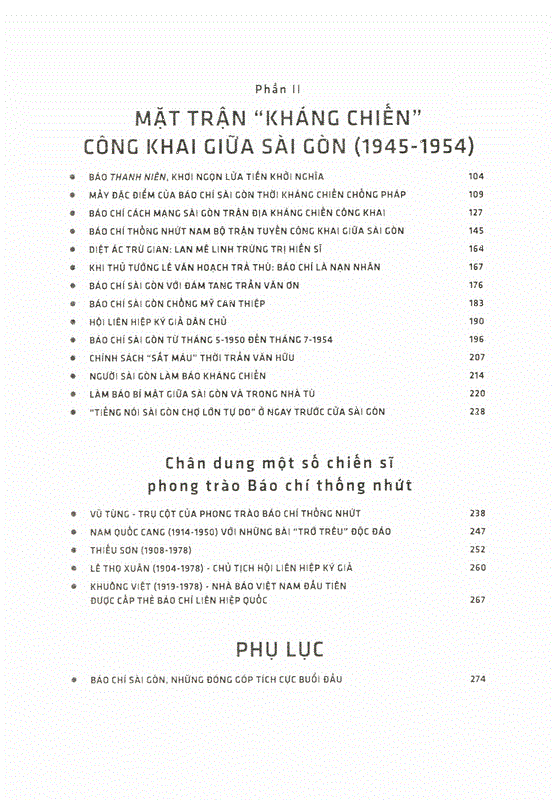 Phần II
MẶT TRẬN “KHÁNG CHIẾN”
CÔNG KHAI GIỮA SÀI GÒN (1945-1954)
● BÁO THANH NIÊN, KHƠI NGỌN LỬA TIỀN KHỞI NGHĨA 104
● MẤY ĐẶC ĐIỂM CỦA BÁO CHÍ SÀI GÒN THỜI KHÁNG CHIẾN CHỐNG PHÁP 109
● BÁO CHÍ CÁCH MẠNG SÀI GÒN TRẬN ĐỊA KHÁNG CHIẾN CÔNG KHAI 127
● BÁO CHÍ THỐNG NHỨT NAM BỘ TRẬN TUYẾN CÔNG KHAI GIỮA SÀI GÒN 145
● DIỆT ÁC TRỪ GIAN: LAN MÊ LINH TRỪNG TRỊ HIỀN SĨ 164
● KHI THỦ TƯỚNG LÊ VĂN HOẠCH TRẢ THÙ: BÁO CHÍ LÀ NẠN NHÂN 167
● BÁO CHÍ SÀI GÒN VỚI ĐÁM TANG TRẦN VĂN ƠN 176
● BÁO CHÍ SÀI GÒN CHỐNG MỸ CAN THIỆP 183
● HỘI LIÊN HIỆP KÝ GIẢ DÂN CHỦ 190
● BÁO CHÍ SÀI GÒN TỪ THÁNG 5-1950 ĐẾN THÁNG 7-1954 196
● CHÍNH SÁCH “SẮT MÁU” THỜI TRẦN VĂN HỮU 207
● NGƯỜI SÀI GÒN LÀM BÁO KHÁNG CHIẾN 214
● LÀM BÁO BÍ MẬT GIỮA SÀI GÒN VÀ TRONG NHÀ TÙ 220
● “TIẾNG NÓI SÀI GÒN CHỢ LỚN TỰ DO” Ở NGAY TRƯỚC CỬA SÀI GÒN 228
Chân dung một số chiến sĩ
phong trào Báo chí thống nhứt
● VŨ TÙNG - TRỤ CỘT CỦA PHONG TRÀO BÁO CHÍ THỐNG NHỨT 238
● NAM QUỐC CANG (1914-1950) VỚI NHỮNG BÀI “TRỚ TRÊU” ĐỘC ĐÁO 247
● THIẾU SƠN (1908-1978) 252
● LÊ THỌ XUÂN (1904-1978) - CHỦ TỊCH HỘI LIÊN HIỆP KÝ GIẢ 260
● KHUÔNG VIỆT (1919-1978) - NHÀ BÁO VIỆT NAM ĐẦU TIÊN
ĐƯỢC CẤP THẺ BÁO CHÍ LIÊN HIỆP QUỐC 267
PHỤ LỤC
● BÁO CHÍ SÀI GÒN, NHỮNG ĐÓNG GÓP TÍCH CỰC BUỔI ĐẦU 274